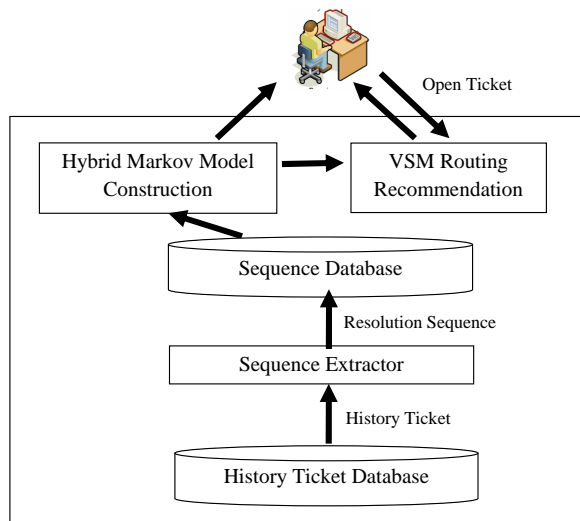 Open Ticket
Hybrid Markov Model
Construction
VSM Routing
Recommendation
Sequence Database
Resolution Sequence
Sequence Extractor
History Ticket
History Ticket Database